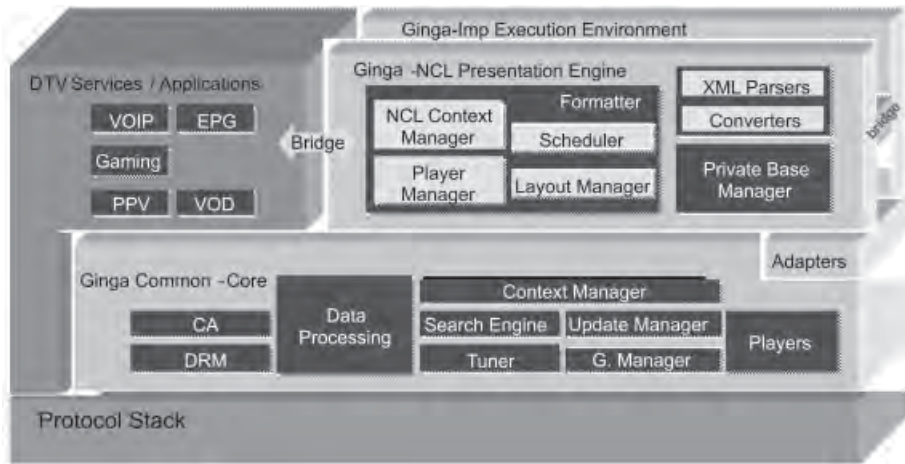 Ginga-Imp Execution Environment
DTV Services / Applications
VOIP
EPG
Gaming
PPV
VOD
Bridge
Ginga -NCL Presentation Engine
Formatter
NCL Context
Manager
Scheduler
Player
Manager
Layout Manager
XML Parsers
Converters
Private Base
Manager
bridge
Adapters
Ginga Common -Core
CA
DRM
Data
Processing
Context Manager
Search Engine
Update Manager
Tuner
G. Manager
Players
Protocol Stack